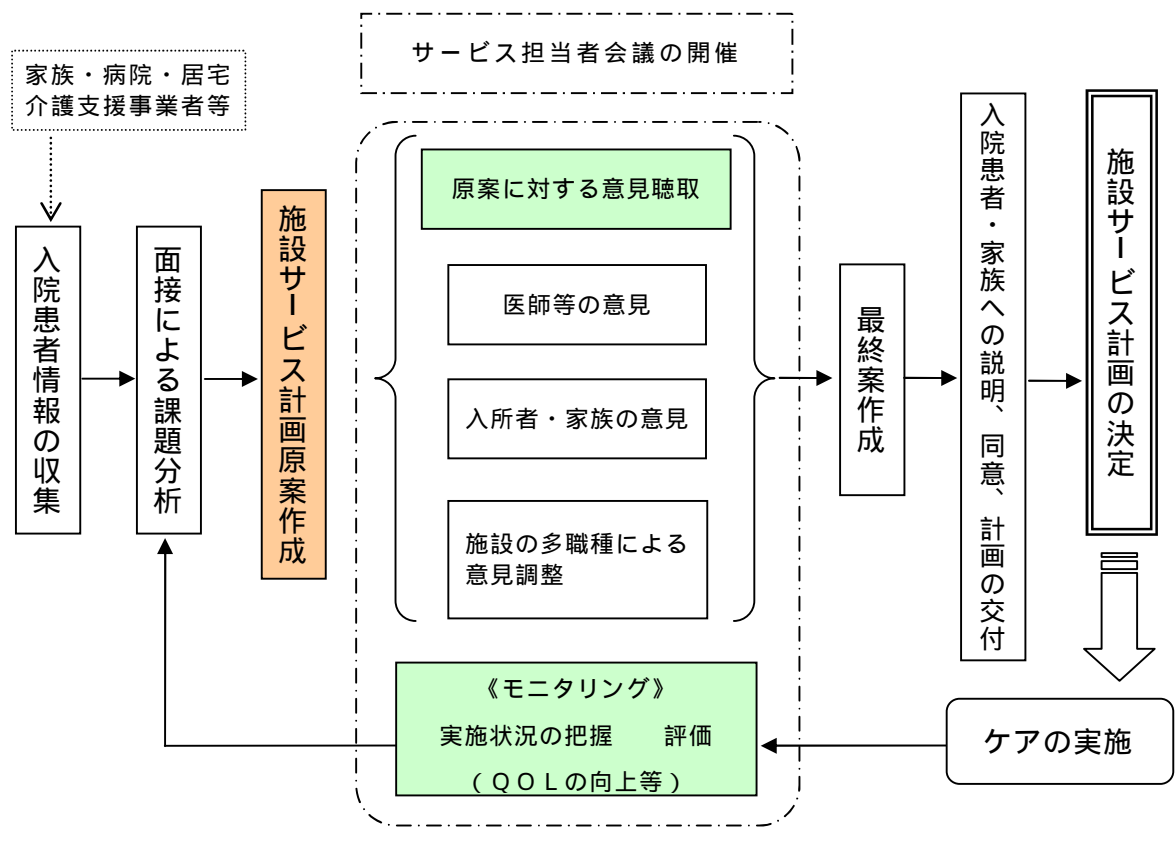 サービス担当者会議の開催
家族・病院・居宅
介護支援事業者等
入院患者情報の収集
面接による課題分析
施設サービス計画原案作成
原案に対する意見聴取
医師等の意見
入所者・家族の意見
施設の多職種による
意見調整
最終案作成
入院患者・家族への説明、同意、計画の交付
施設サービス計画の決定
ケアの実施
《モニタリング》
実施状況の把握　　評価
（ＱＯＬの向上等）